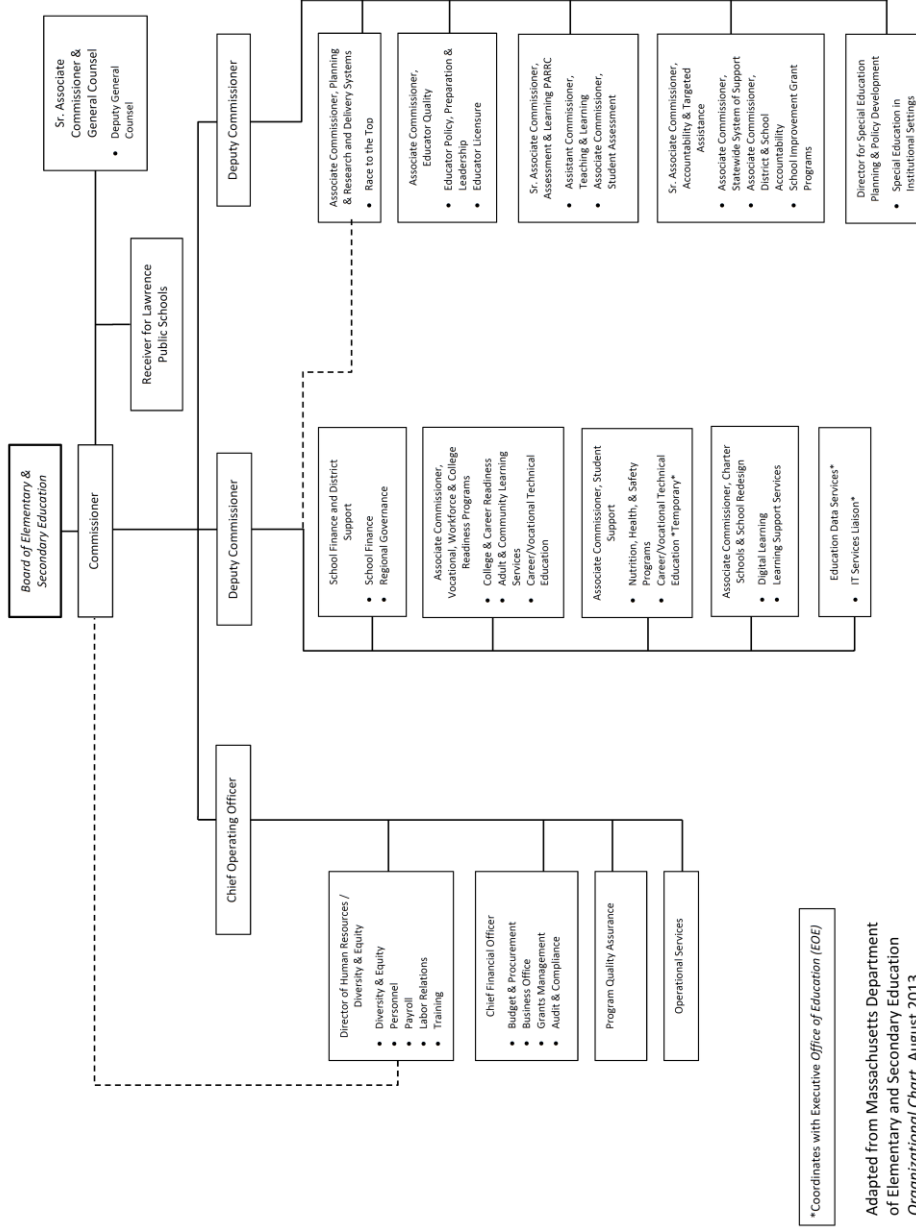 Board of Elementary &
Secondary Education
Commissioner
Sr. Associate
Commissioner &
General Counsel
• Deputy General
Counsel
Receiver for Lawrence
Public Schools
Chief Operating Officer
Deputy Commissioner
Deputy Commissioner
Director of Human Resources /
Diversity & Equity
• Diversity & Equity
• Personnel
• Payroll
• Labor Relations
• Training
Chief Financial Officer
• Budget & Procurement
• Business Office
• Grants Management
• Audit & Compliance
Program Quality Assurance
Operational Services
School Finance and District
Support
• School Finance
• Regional Governance
Associate Commissioner,
Vocational, Workforce & College
Readiness Programs
• College & Career Readiness
• Adult & Community Learning
Services
• Career/Vocational Technical
Education
Associate Commissioner, Student
Support
• Nutrition, Health, & Safety
Programs
• Career/Vocational Technical
Education *Temporary*
Associate Commissioner, Charter
Schools & School Redesign
• Digital Learning
• Learning Support Services
Education Data Services*
• IT Services Liaison*
Associate Commissioner, Planning
& Research and Delivery Systems
• Race to the Top
Associate Commissioner,
Educator Quality
• Educator Policy, Preparation &
Leadership
• Educator Licensure
Sr. Associate Commissioner,
Assessment & Learning PARRC
• Assistant Commissioner,
Teaching & Learning
• Associate Commissioner,
Student Assessment
Sr. Associate Commissioner,
Accountability & Targeted
Assistance
• Associate Commissioner,
Statewide System of Support
• Associate Commissioner,
District & School
Accountability
• School Improvement Grant
Programs
Director for Special Education
Planning & Policy Development
• Special Education in
Institutional Settings
*Coordinates with Executive Office of Education (EOE)
Adapted from Massachusetts Department
of Elementary and Secondary Education
Organizational Chart, August 2013